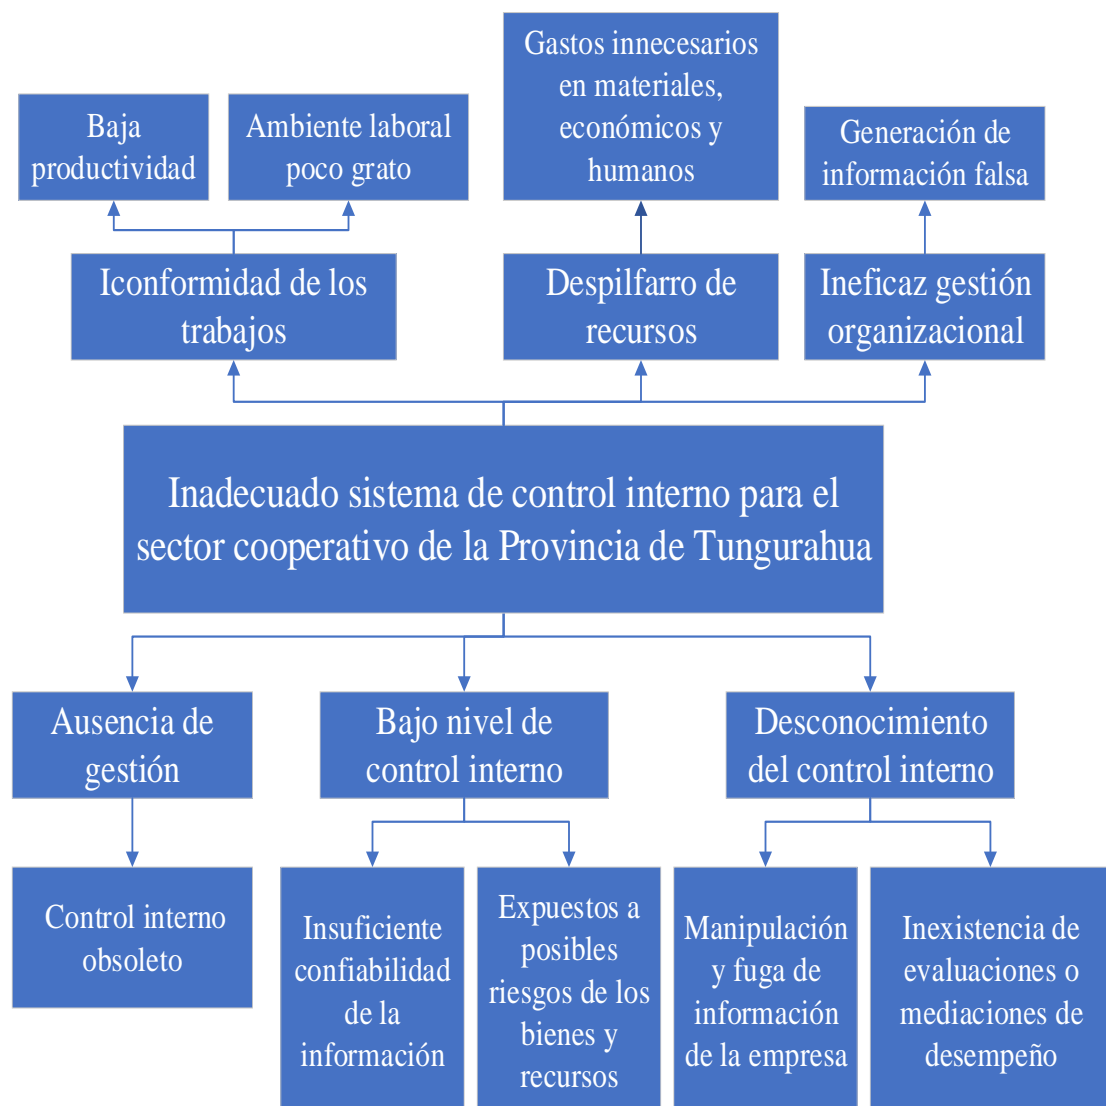 Gastos innecesarios
en materiales,
económicos y
humanos
Baja
productividad
Ambiente laboral
poco grato
Generación de
información falsa
Iconformidad de los
trabajos
Despilfarro de
recursos
Ineficaz gestión
organizacional
Inadecuado sistema de control interno para el
sector cooperativo de la Provincia de Tungurahua
Ausencia de
gestión
Bajo nivel de
control interno
Desconocimiento
del control interno
Control interno
obsoleto
Insuficiente
confiabilidad
de la
información
Expuestos a
posibles
riesgos de los
bienes y
recursos
Manipulación
y fuga de
información
de la empresa
Inexistencia de
evaluaciones o
mediaciones de
desempeño